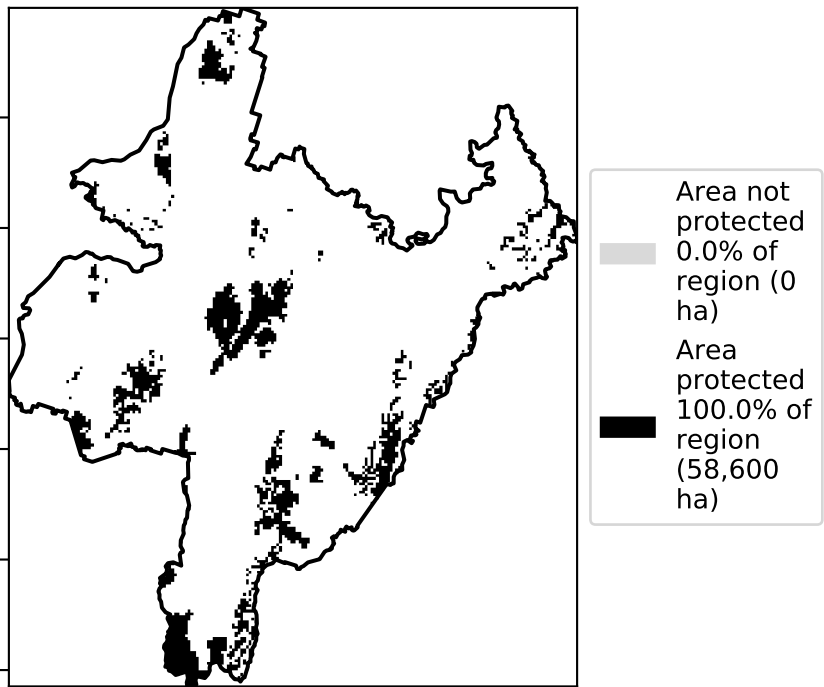 Area not
protected
0.0% of
region (0
ha)
Area
protected
100.0% of
region
(58,600
ha)